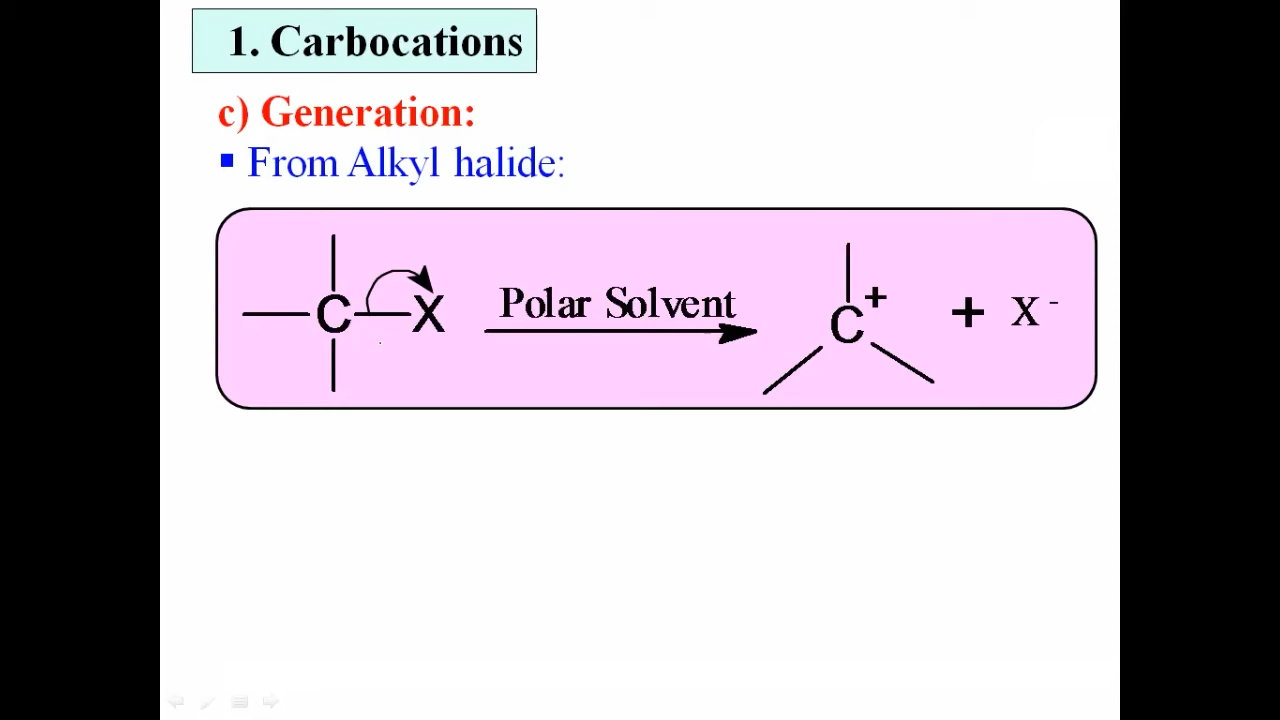 1. Carbocations
c) Generation:
▪ From Alkyl halide:
C X Polar Solvent C+ + X-